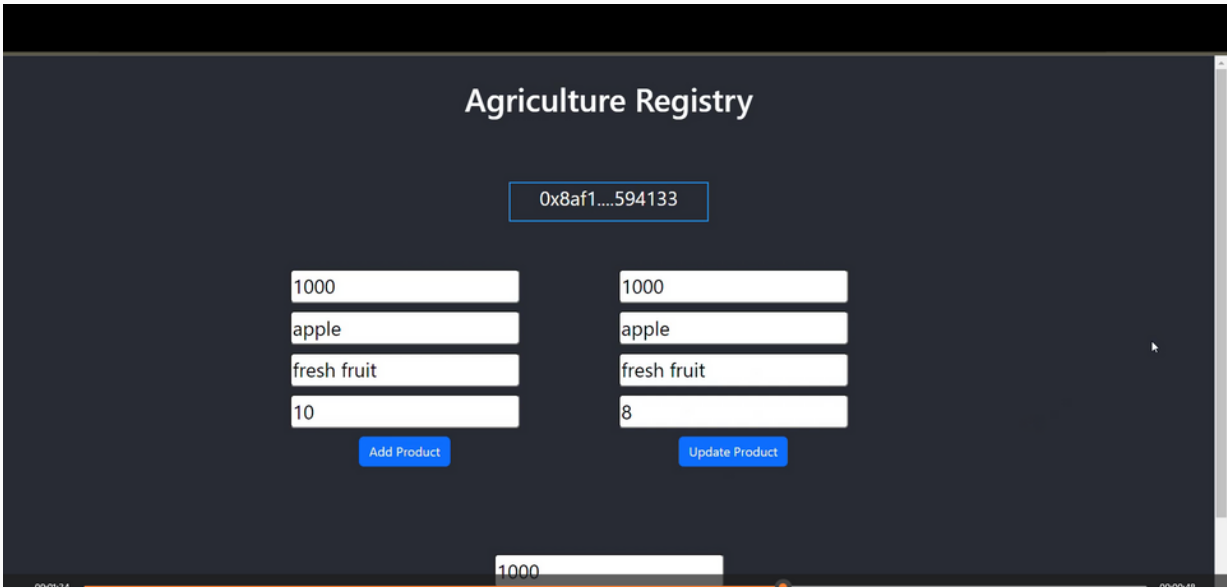 Agriculture Registry
0x8af1....594133
1000
apple
fresh fruit
10
Add Product
1000
apple
fresh fruit
8
Update Product
1000